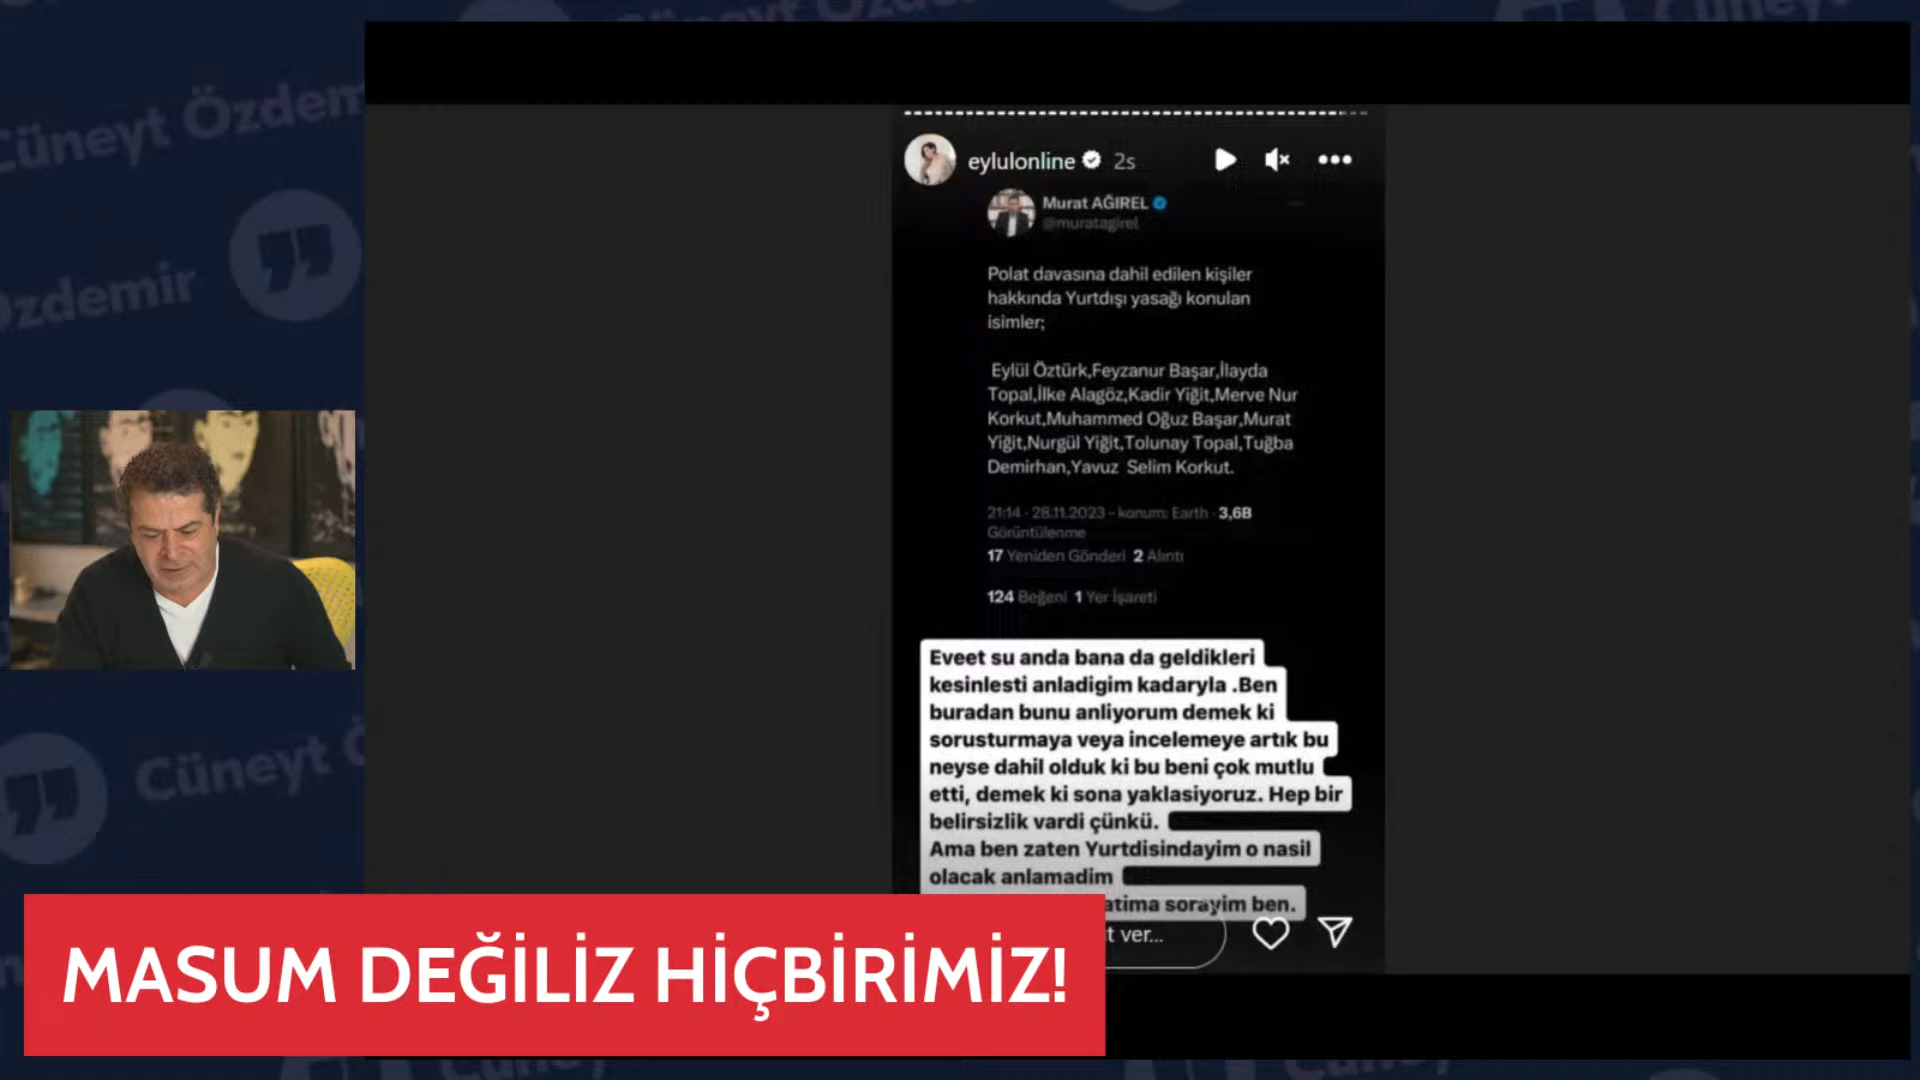 Cüneyt Özdemir
Cüneyt
Cüneyt Özdem
Özdemir
Cüneyt
eylulonline 2s
Murat AĞIREL
@muratagirel
Polat davasına dahil edilen kişiler
hakkında Yurtdışı yasağı konulan
isimler;
Eylül Öztürk,Feyzanur Başar,İlayda
Topal,İlke Alagöz,Kadir Yiğit,Merve Nur
Korkut,Muhammed Oğuz Başar,Murat
Yiğit,Nurgül Yiğit,Tolunay Topal,Tuğba
Demirhan,Yavuz Selim Korkut.
21:14 · 28.11.2023 - konum: Earth · 3,6B
Görüntülenme
17 Yeniden Gönderi 2 Alıntı
124 Beğeni 1 Yer İşareti
Eveet su anda bana da geldikleri
kesinlesti anladigim kadaryla .Ben
buradan bunu anliyorum demek ki
sorusturmaya veya incelemeye artık bu
neyse dahil olduk ki bu beni çok mutlu
etti, demek ki sona yaklasiyoruz. Hep bir
belirsizlik vardi çünkü.
Ama ben zaten Yurtdisindayim o nasil
olacak anlamadim
atima sorayim ben.
t ver...
MASUM DEĞİLİZ HİÇBİRİMİZ!